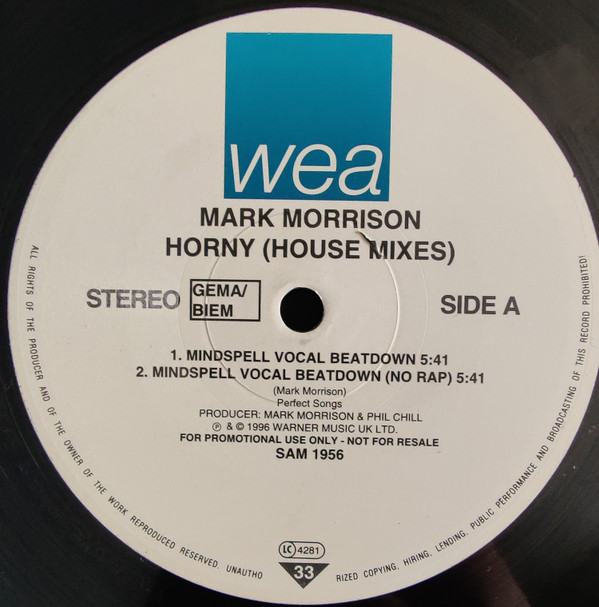 wea
MARK MORRISON
HORNY (HOUSE MIXES)
STEREO
GEMA/
BIEM
SIDE A
1. MINDSPELL VOCAL BEATDOWN 5:41
2. MINDSPELL VOCAL BEATDOWN (NO RAP) 5:41
(Mark Morrison)
Perfect Songs
PRODUCER: MARK MORRISON & PHIL CHILL
℗ & © 1996 WARNER MUSIC UK LTD.
FOR PROMOTIONAL USE ONLY - NOT FOR RESALE
SAM 1956
ALL RIGHTS OF THE PRODUCER AND OF THE OWNER OF THE WORK REPRODUCED RESERVED. UNAUTHO
RIZED COPYING, HIRING, LENDING, PUBLIC PERFORMANCE AND BROADCASTING OF THIS RECORD PROHIBITED!
LC 4281
33